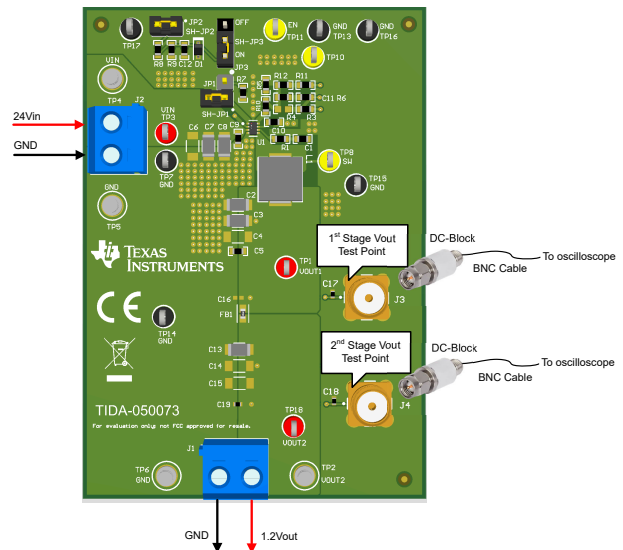 JP2
SH-JP2
OFF
SH-JP3
ON
JP3
EN
TP11
GND
TP13
GND
TP16
TP10
TP17
R8
R9
C12
D1
VIN
TP4
J2
JP1
SH-JP1
R7
R12
R11
C11
R6
R4
R3
R10
C9
U1
C10
R1
C1
24Vin
GND
VIN
TP3
C6
C7
C8
TP7
GND
L1
TP8
SW
TP15
GND
GND
TP5
C2
C3
C4
C5
TEXAS
INSTRUMENTS
1st Stage Vout
Test Point
DC-Block
To oscilloscope
BNC Cable
TP1
VOUT1
C17
J3
C16
FB1
TP14
GND
2nd Stage Vout
Test Point
DC-Block
To oscilloscope
BNC Cable
C13
C14
C15
C18
J4
C19
TIDA-050073
For evaluation only; not FCC approved for resale.
TP18
VOUT2
J1
TP6
GND
TP2
VOUT2
GND
1.2Vout